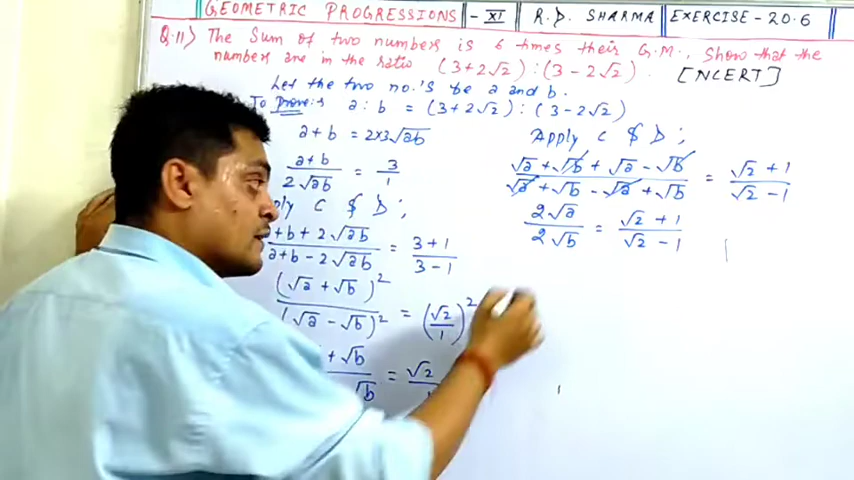 GEOMETRIC PROGRESSIONS - XI R.D. SHARMA EXERCISE - 20.6
Q.11) The Sum of two numbers is 6 times their G.M., Show that the
numbers are in the ratio (3+2√2) : (3-2√2). [NCERT]
Let the two no.'s be a and b.
To Prove:- a : b = (3+2√2) : (3-2√2)
a+b = 2×3√ab
a+b / 2√ab = 3/1
Apply C & D ;
a+b+2√ab / a+b-2√ab = 3+1 / 3-1
(√a+√b)² / (√a-√b)² = (√2/1)²
+√b / √b = √2
Apply C & D ;
√a+√b+√a-√b / √a+√b-√a+√b = √2+1 / √2-1
2√a / 2√b = √2+1 / √2-1